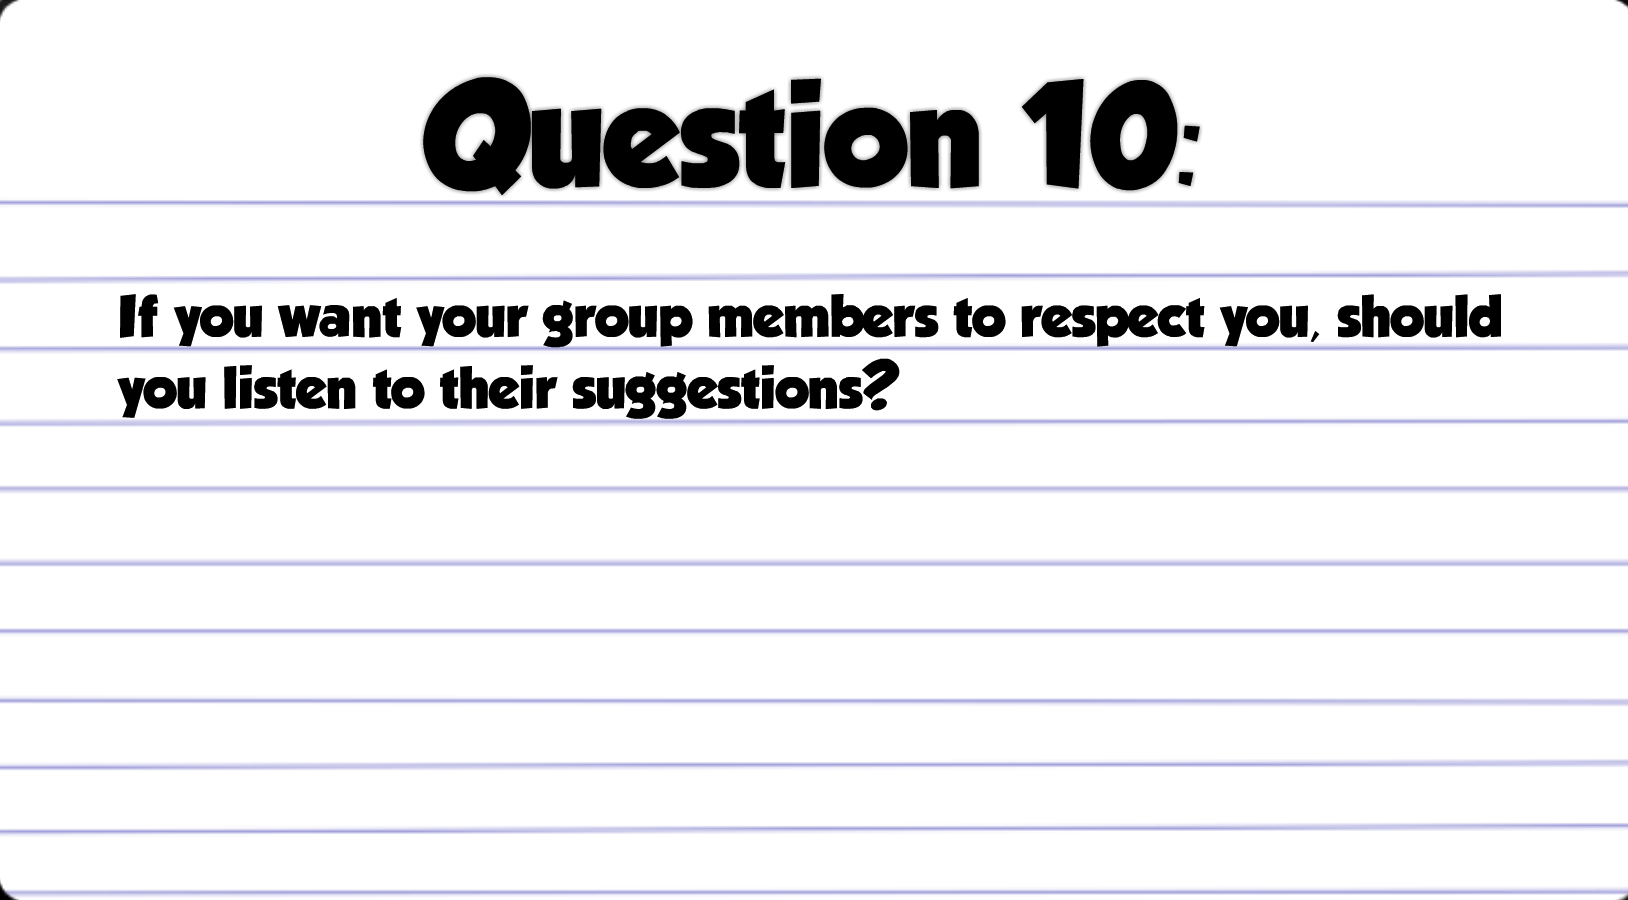 Question 10:
If you want your group members to respect you, should
you listen to their suggestions?